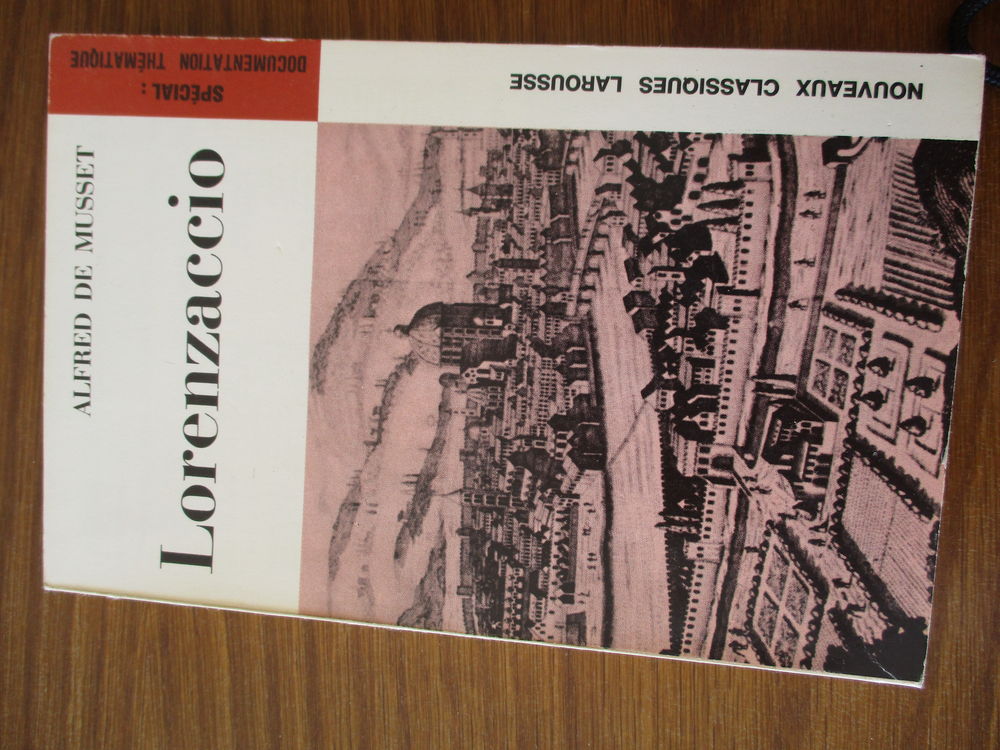 ALFRED DE MUSSET
Lorenzaccio
SPÉCIAL :
DOCUMENTATION THÉMATIQUE
NOUVEAUX CLASSIQUES LAROUSSE